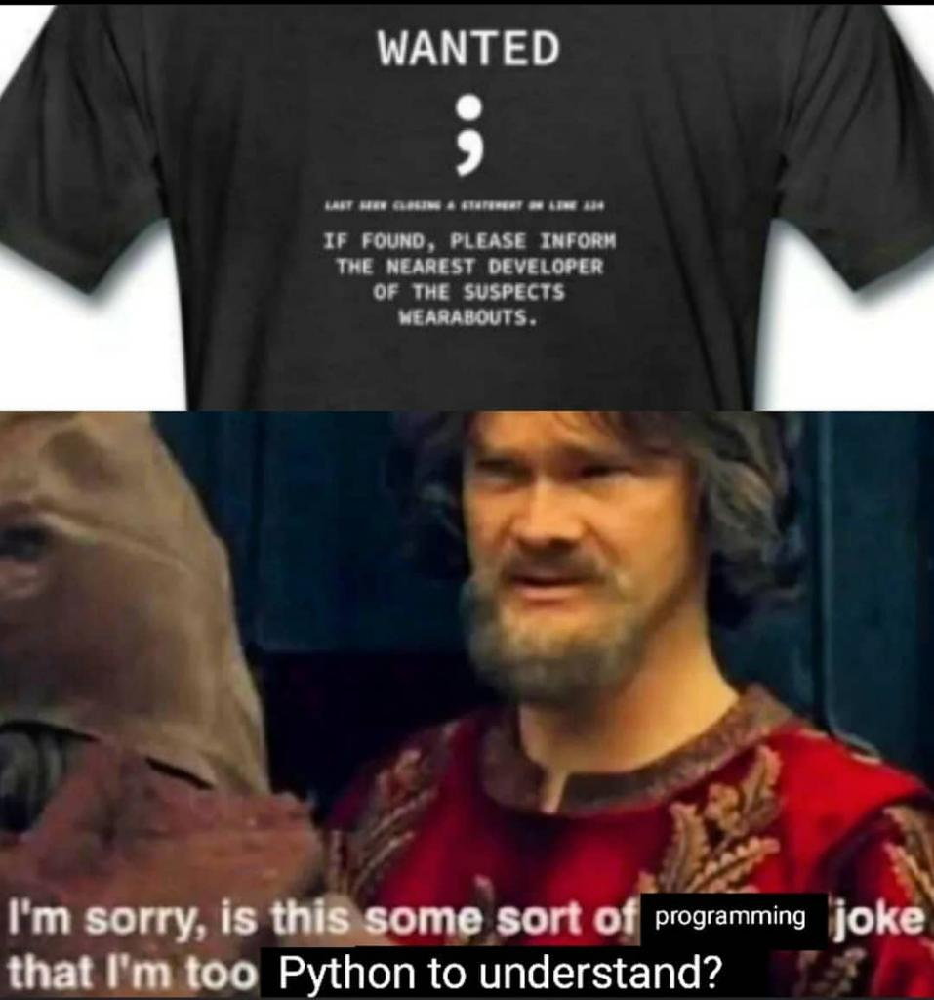 WANTED
;
LAST SEEN CLOSING A STATEMENT ON LINE 124
IF FOUND, PLEASE INFORM
THE NEAREST DEVELOPER
OF THE SUSPECTS
WEARABOUTS.
I'm sorry, is this some sort of programming joke
that I'm too Python to understand?